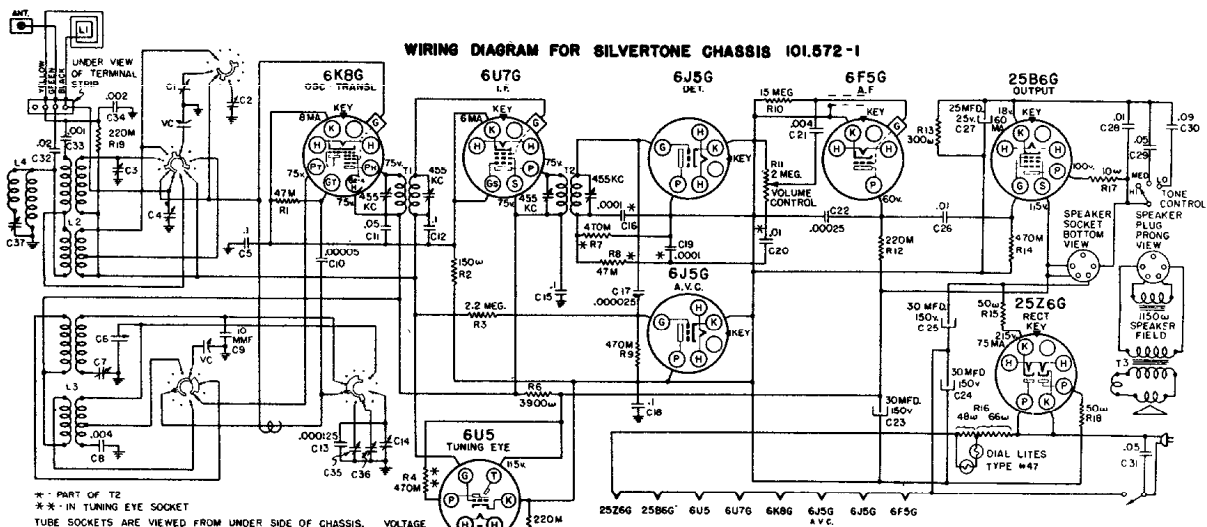 WIRING DIAGRAM FOR SILVERTONE CHASSIS 101.572-1
ANT.
L1
YELLOW
GREEN
BLACK
UNDER VIEW
OF TERMINAL
STRIP
.002
C34
.001
C33
.02
C32
220M
R19
L4
C37
L2
L2
C3
C4
C1
VC
C2
6K8G
OSC - TRANSL.
KEY
8MA
K
G
H
H
PT
PH
GT
75v.
75v.
75v.
47M
R1
.1
C5
.00005
C10
T1
455
KC
455
KC
.05
C11
.1
C12
6U7G
I.F.
KEY
6MA
K
G
H
H
P
GS
S
75v.
75v.
T2
455
KC
455KC
150ω
R2
2.2 MEG.
R3
.1
C15
6J5G
DET.
H
K
G
P
H
KEY
.0001 *
C16
470M
* R7
R8 *
47M
C19
* .0001
* .01
C20
C17
.000025
6J5G
A.V.C.
G
H
K
P
H
KEY
470M
R9
.1
C18
15 MEG
R10
.004
C21
R11
2 MEG.
VOLUME
CONTROL
6F5G
A.F
KEY
K
G
H
H
P
60v.
C22
.00025
220M
R12
.01
C26
25B6G
OUTPUT
25MFD.
25v.
C27
18v.
60
MA
KEY
R13
300ω
K
H
H
P
G
S
100v.
115v.
10ω
R17
470M
R14
.01
C28
.05
C29
.09
C30
MED.
HI
LO
TONE
CONTROL
SPEAKER
SOCKET
BOTTOM
VIEW
SPEAKER
PLUG
PRONG
VIEW
1150ω
SPEAKER
FIELD
T3
30 MFD.
150v.
C25
50ω
R15
25Z6G
RECT
KEY
215v.
75MA
K
K
H
H
P
P
30MFD
150v
C24
R16
48ω
66ω
50ω
R18
DIAL LITES
TYPE #47
.05
C31
30MFD.
150v
C23
R6
3900ω
C6
C7
VC
10
MMF
C9
L3
.004
C8
.000125
C13
C35
C36
C14
6U5
TUNING EYE
115v.
R4 *
470M *
G
T
P
K
H
H
220M
25Z6G
25B6G
6U5
6U7G
6K8G
6J5G
A.V.C.
6J5G
6F5G
* - PART OF T2
** - IN TUNING EYE SOCKET
TUBE SOCKETS ARE VIEWED FROM UNDER SIDE OF CHASSIS. VOLTAGE